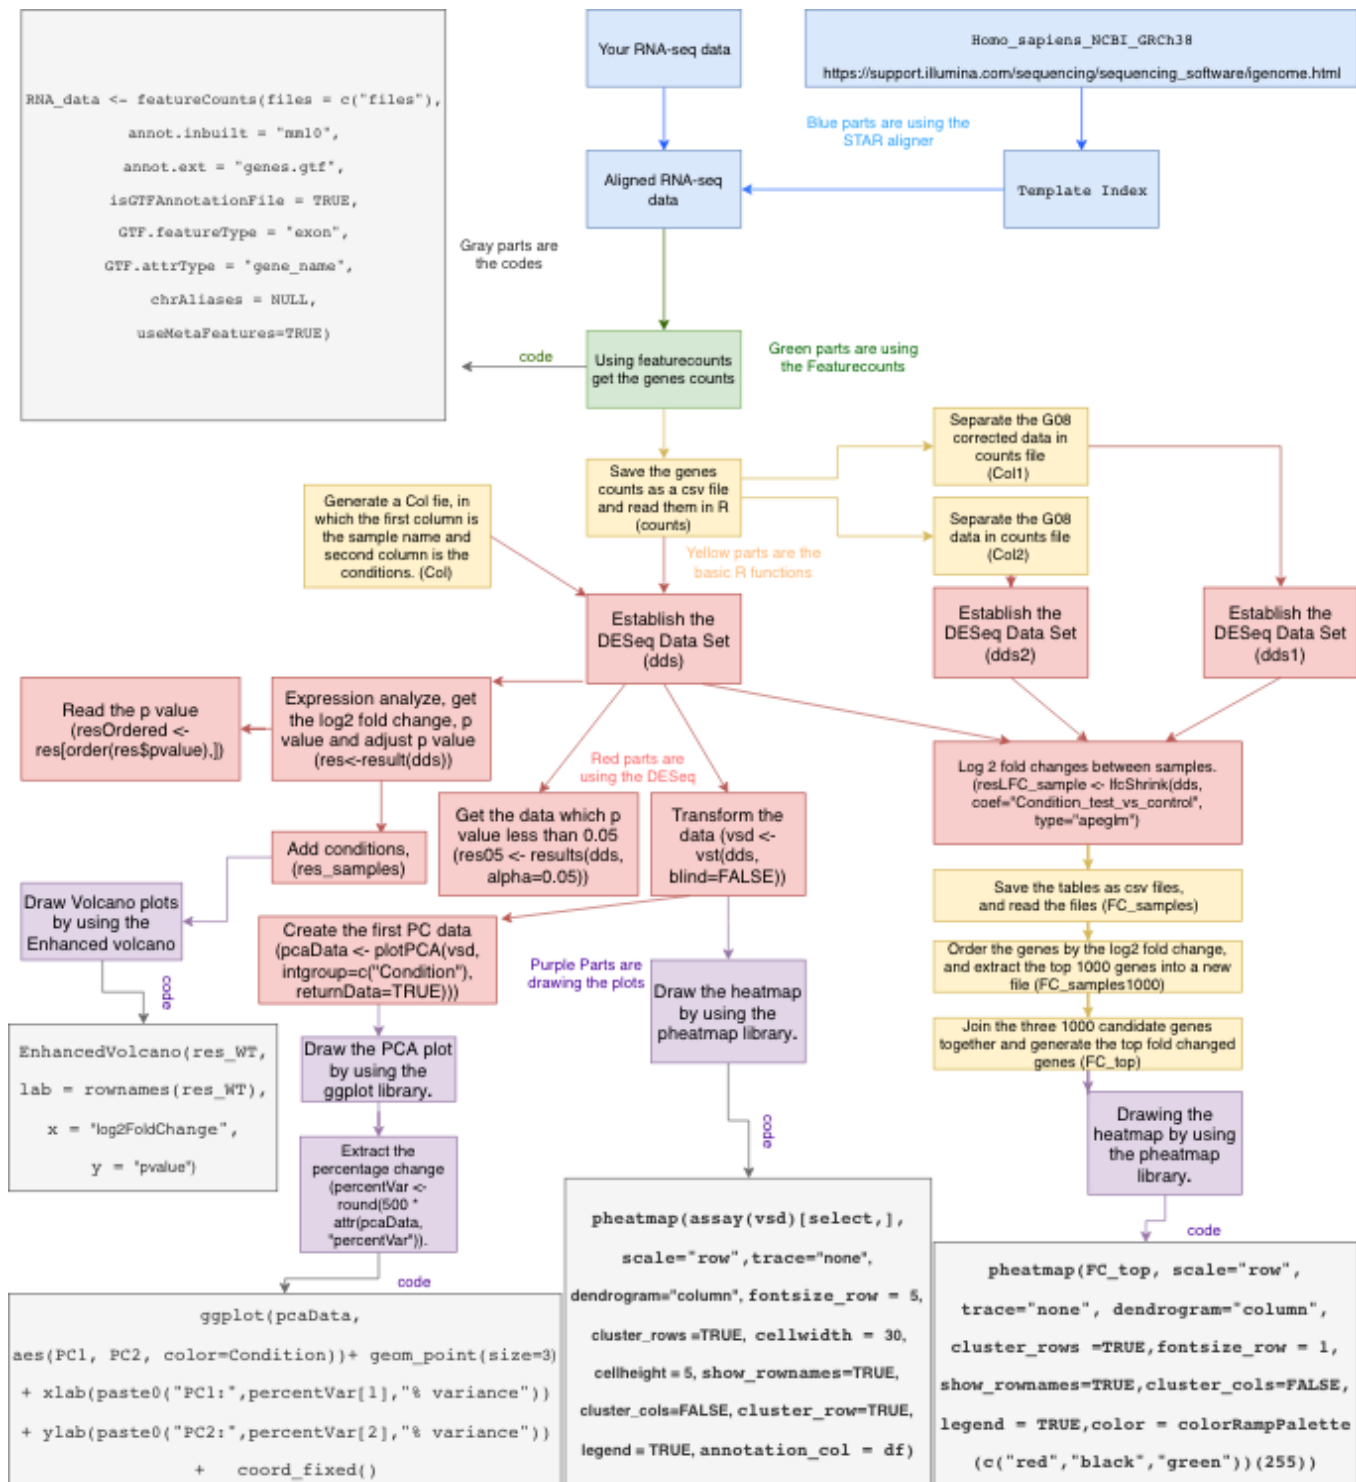 Your RNA-seq data
Homo_sapiens_NCBI_GRCh38
https://support.illumina.com/sequencing/sequencing_software/igenome.html
RNA_data <- featureCounts(files = c("files"),
annot.inbuilt = "mm10",
annot.ext = "genes.gtf",
isGTFAnnotationFile = TRUE,
GTF.featureType = "exon",
GTF.attrType = "gene_name",
chrAliases = NULL,
useMetaFeatures=TRUE)
Blue parts are using the
STAR aligner
Aligned RNA-seq
data
Template Index
Gray parts are
the codes
code
Using featurecounts
get the genes counts
Green parts are using
the Featurecounts
Save the genes
counts as a csv file
and read them in R
(counts)
Separate the G08
corrected data in
counts file
(Col1)
Separate the G08
data in counts file
(Col2)
Generate a Col fie, in
which the first column is
the sample name and
second column is the
conditions. (Col)
Yellow parts are the
basic R functions
Establish the
DESeq Data Set
(dds)
Establish the
DESeq Data Set
(dds2)
Establish the
DESeq Data Set
(dds1)
Read the p value
(resOrdered <-
res[order(res$pvalue),])
Expression analyze, get
the log2 fold change, p
value and adjust p value
(res<-result(dds))
Red parts are
using the DESeq
Log 2 fold changes between samples.
(resLFC_sample <- lfcShrink(dds,
coef="Condition_test_vs_control",
type="apeglm")
Get the data which p
value less than 0.05
(res05 <- results(dds,
alpha=0.05))
Transform the
data (vsd <-
vst(dds,
blind=FALSE))
Add conditions,
(res_samples)
Draw Volcano plots
by using the
Enhanced volcano
Save the tables as csv files,
and read the files (FC_samples)
Create the first PC data
(pcaData <- plotPCA(vsd,
intgroup=c("Condition"),
returnData=TRUE)))
Purple Parts are
drawing the plots
Draw the heatmap
by using the
pheatmap library.
Order the genes by the log2 fold change,
and extract the top 1000 genes into a new
file (FC_samples1000)
Join the three 1000 candidate genes
together and generate the top fold changed
genes (FC_top)
code
EnhancedVolcano(res_WT,
lab = rownames(res_WT),
x = "log2FoldChange",
y = "pvalue")
Draw the PCA plot
by using the
ggplot library.
Extract the
percentage change
(percentVar <-
round(500 *
attr(pcaData,
"percentVar")).
code
Drawing the
heatmap by using
the pheatmap
library.
code
code
ggplot(pcaData,
aes(PC1, PC2, color=Condition))+ geom_point(size=3)
+ xlab(paste0("PC1:",percentVar[1],"% variance"))
+ ylab(paste0("PC2:",percentVar[2],"% variance"))
+ coord_fixed()
pheatmap(assay(vsd)[select,],
scale="row",trace="none",
dendrogram="column", fontsize_row = 5,
cluster_rows =TRUE, cellwidth = 30,
cellheight = 5, show_rownames=TRUE,
cluster_cols=FALSE, cluster_row=TRUE,
legend = TRUE, annotation_col = df)
pheatmap(FC_top, scale="row",
trace="none", dendrogram="column",
cluster_rows =TRUE,fontsize_row = 1,
show_rownames=TRUE,cluster_cols=FALSE,
legend = TRUE,color = colorRampPalette
(c("red","black","green"))(255))